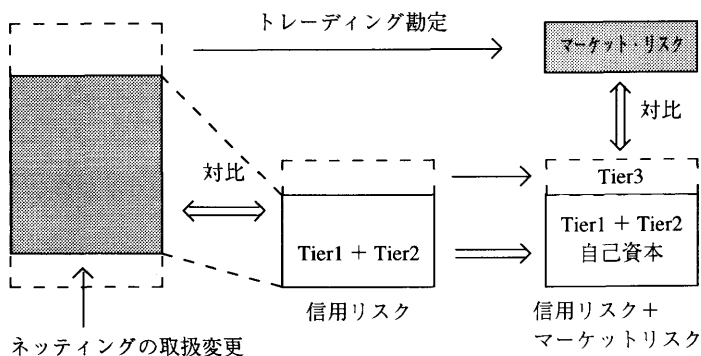 トレーディング勘定
マーケット・リスク
対比
対比
Tier3
Tier1 + Tier2
Tier1 + Tier2
自己資本
信用リスク
信用リスク+
マーケットリスク
ネッティングの取扱変更